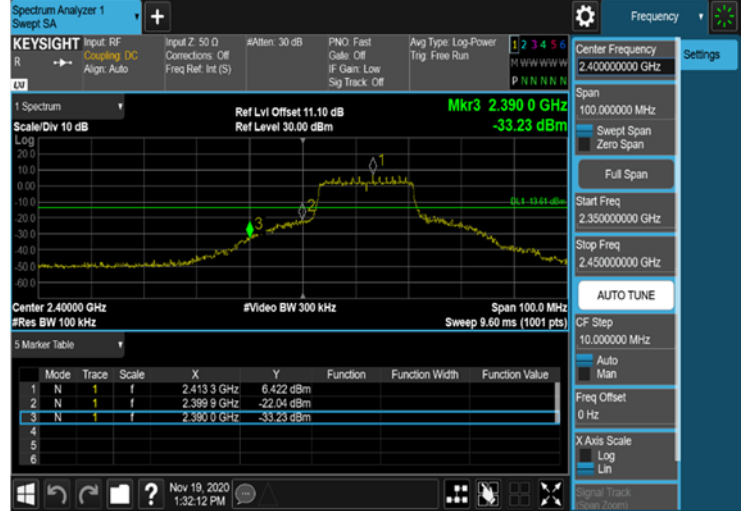 Spectrum Analyzer 1
Swept SA
+
Frequency
KEYSIGHT
R
LXI
Input: RF
Coupling: DC
Align: Auto
Input Z: 50 Ω
Corrections: Off
Freq Ref: Int (S)
#Atten: 30 dB
PNO: Fast
Gate: Off
IF Gain: Low
Sig Track: Off
Avg Type: Log-Power
Trig: Free Run
1 2 3 4 5 6
M W W W W W
P N N N N N
1 Spectrum
Scale/Div 10 dB
Ref Lvl Offset 11.10 dB
Ref Level 30.00 dBm
Mkr3 2.390 0 GHz
-33.23 dBm
Log
20.0
10.0
0.00
-10.0
-20.0
-30.0
-40.0
-50.0
-60.0
1
2
3
DL1 -13.61 dBm
Center 2.40000 GHz
#Res BW 100 kHz
#Video BW 300 kHz
Span 100.0 MHz
Sweep 9.60 ms (1001 pts)
5 Marker Table
Mode Trace Scale X Y Function Function Width Function Value
1 N 1 f 2.413 3 GHz 6.422 dBm
2 N 1 f 2.399 9 GHz -22.04 dBm
3 N 1 f 2.390 0 GHz -33.23 dBm
4
5
6
?
Nov 19, 2020
1:32:12 PM
Center Frequency
2.400000000 GHz
Settings
Span
100.000000 MHz
Swept Span
Zero Span
Full Span
Start Freq
2.350000000 GHz
Stop Freq
2.450000000 GHz
AUTO TUNE
CF Step
10.000000 MHz
Auto
Man
Freq Offset
0 Hz
X Axis Scale
Log
Lin
Signal Track
(Span Zoom)